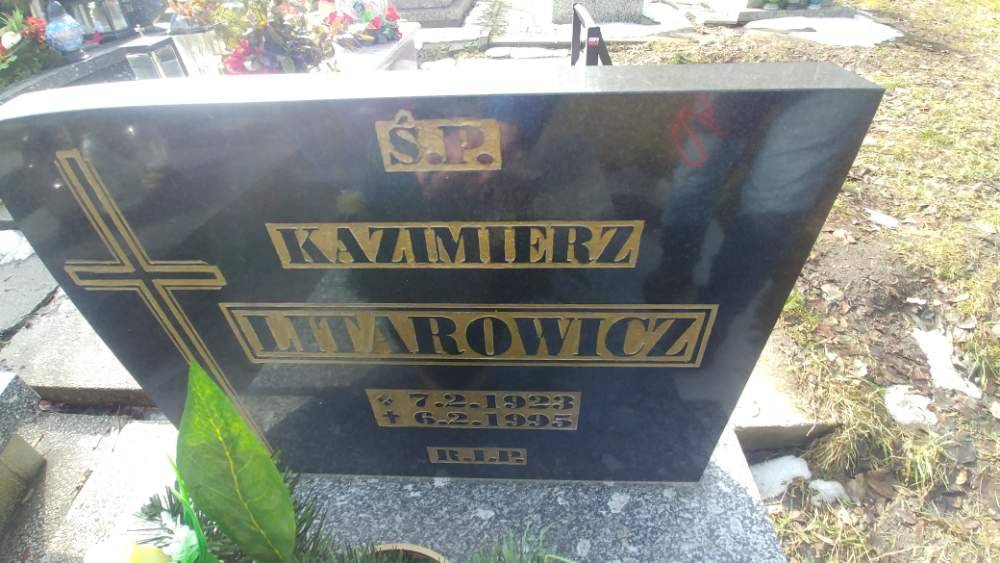 Ś.P.
KAZIMIERZ
LITAROWICZ
7.2.1923
✝ 6.2.1995
R.I.P.